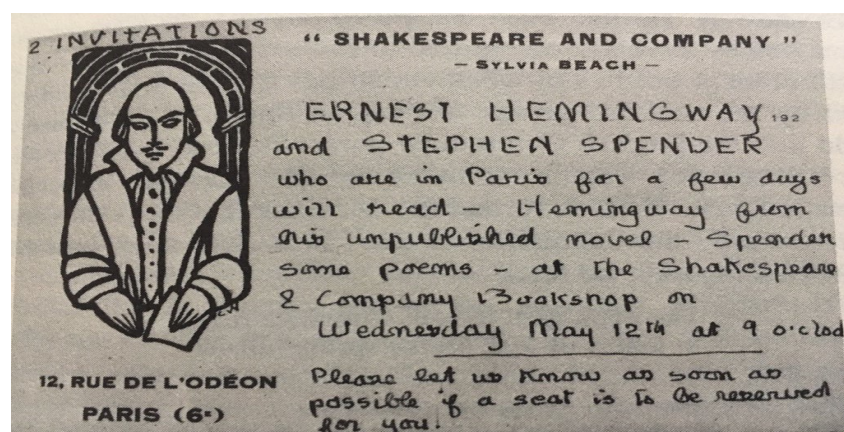 2 INVITATIONS
“ SHAKESPEARE AND COMPANY ”
— SYLVIA BEACH —
ERNEST HEMINGWAY 192
and STEPHEN SPENDER
who are in Paris for a few days
will read — Hemingway from
his unpublished novel — Spender
some poems — at the Shakespeare
& Company Bookshop on
Wednesday May 12th at 9 o'cloc
Please let us know as soon as
possible if a seat is to be reserved
for you.
12, RUE DE L'ODÉON
PARIS (6e)